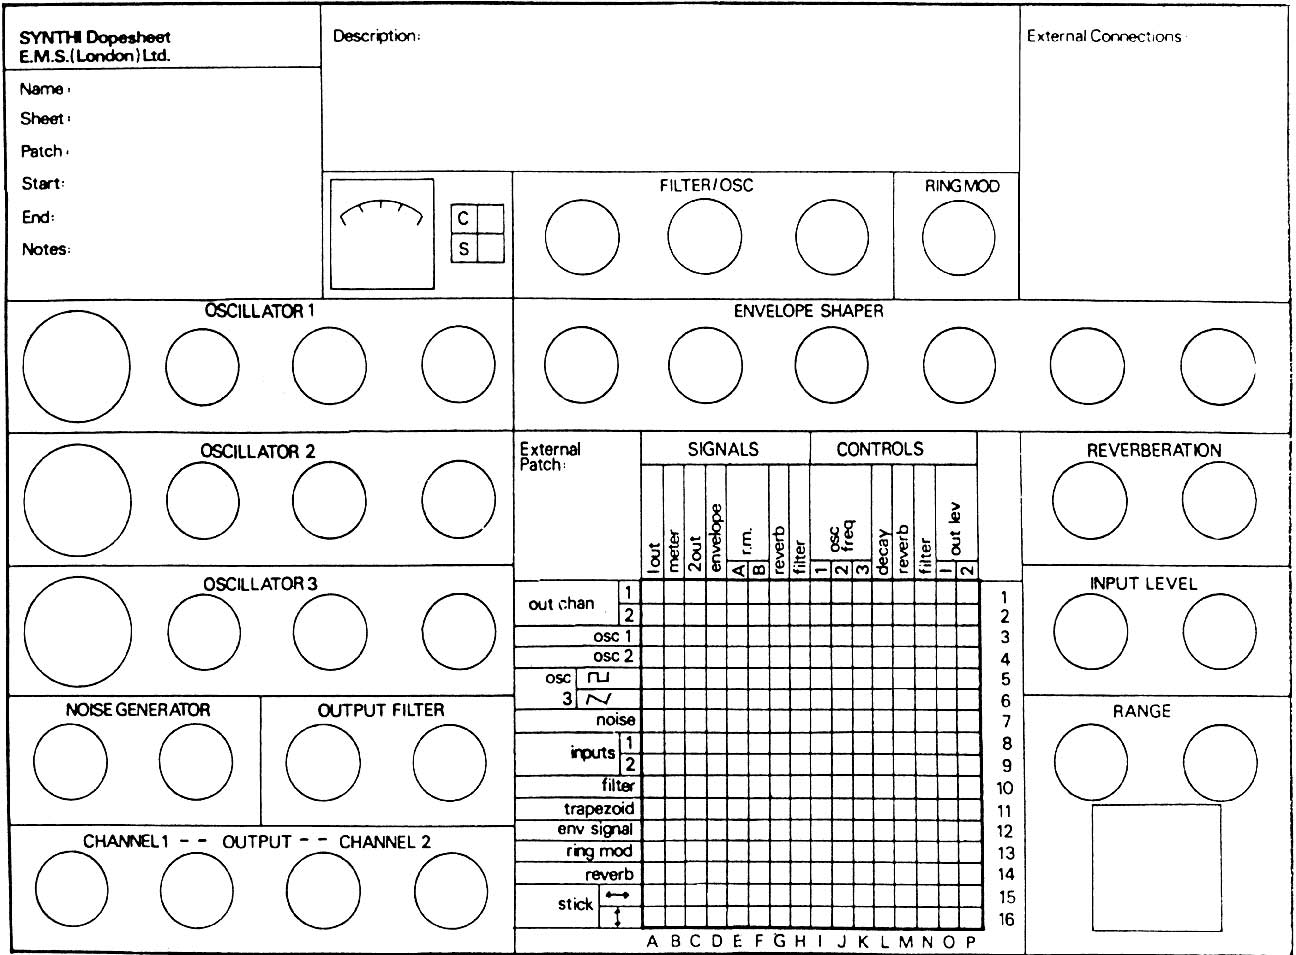 SYNTHI Dopesheet
E.M.S.(London)Ltd.
Name:
Sheet:
Patch:
Start:
End:
Notes:
Description:
External Connections:
C
S
FILTER/OSC
RING MOD
OSCILLATOR 1
ENVELOPE SHAPER
OSCILLATOR 2
OSCILLATOR 3
NOISE GENERATOR
OUTPUT FILTER
CHANNEL 1 -- OUTPUT -- CHANNEL 2
External
Patch:
SIGNALS
CONTROLS
1out
meter
2out
envelope
r.m.
A
B
reverb
filter
osc
freq
1
2
3
decay
reverb
filter
out lev
1
2
out chan
1
2
osc 1
osc 2
osc
3
noise
inputs
1
2
filter
trapezoid
env signal
ring mod
reverb
stick
1
2
3
4
5
6
7
8
9
10
11
12
13
14
15
16
A B C D E F G H I J K L M N O P
REVERBERATION
INPUT LEVEL
RANGE